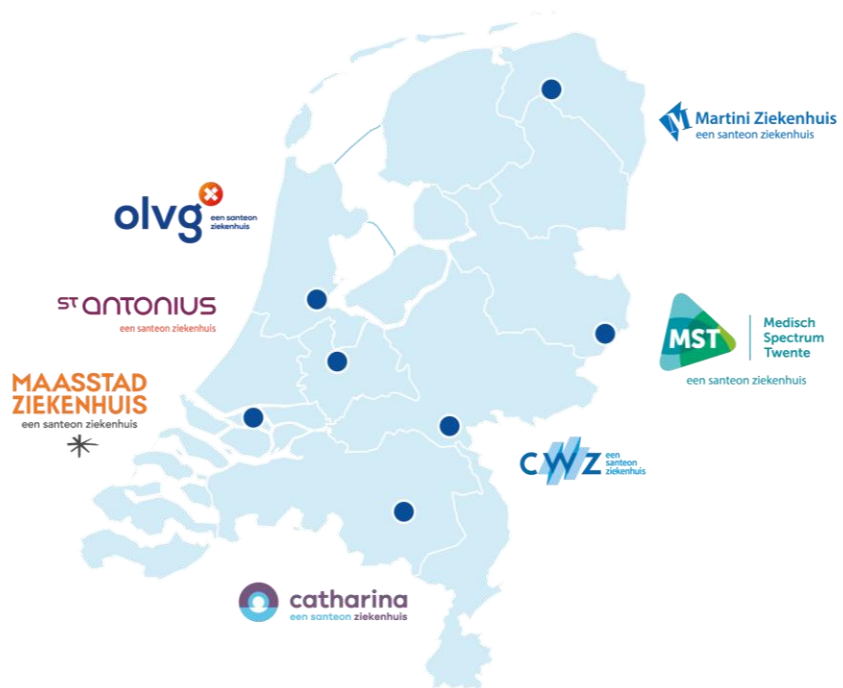 M Martini Ziekenhuis
een santeon ziekenhuis
olvg
een santeon
ziekenhuis
ST antonius
een santeon ziekenhuis
MST
Medisch
Spectrum
Twente
een santeon ziekenhuis
MAASSTAD
ZIEKENHUIS
een santeon ziekenhuis
CWZ
een
santeon
ziekenhuis
catharina
een santeon ziekenhuis